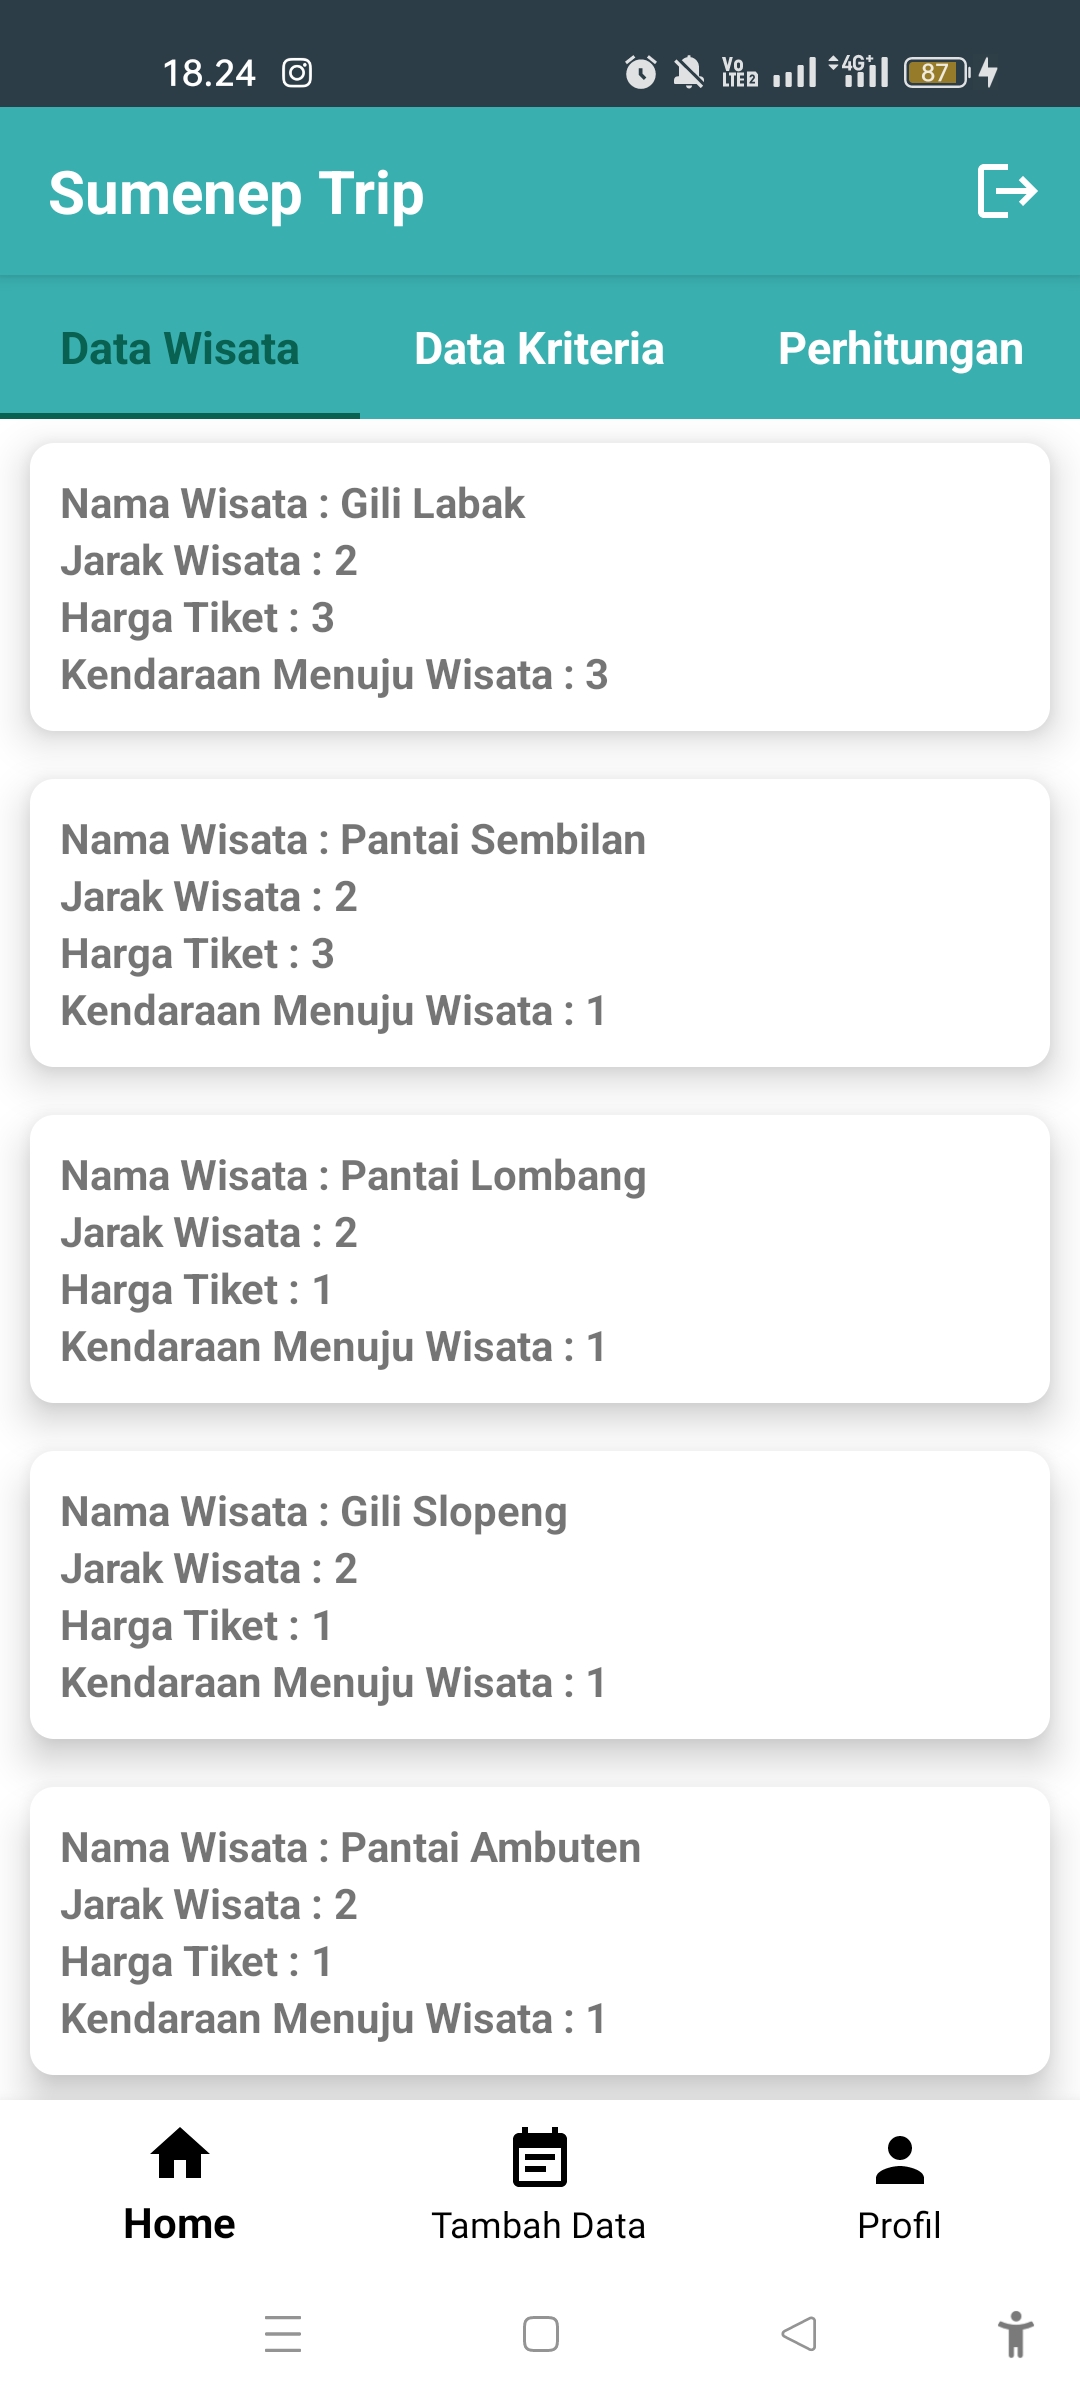 18.24
Vo
LTE 2
4G+
87
Sumenep Trip
Data Wisata
Data Kriteria
Perhitungan
Nama Wisata : Gili Labak
Jarak Wisata : 2
Harga Tiket : 3
Kendaraan Menuju Wisata : 3
Nama Wisata : Pantai Sembilan
Jarak Wisata : 2
Harga Tiket : 3
Kendaraan Menuju Wisata : 1
Nama Wisata : Pantai Lombang
Jarak Wisata : 2
Harga Tiket : 1
Kendaraan Menuju Wisata : 1
Nama Wisata : Gili Slopeng
Jarak Wisata : 2
Harga Tiket : 1
Kendaraan Menuju Wisata : 1
Nama Wisata : Pantai Ambuten
Jarak Wisata : 2
Harga Tiket : 1
Kendaraan Menuju Wisata : 1
Home
Tambah Data
Profil